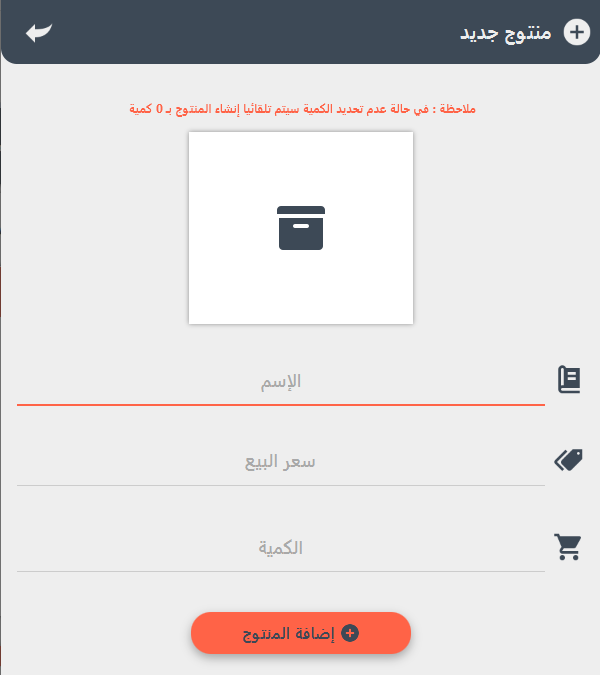 منتوج جديد
ملاحظة : في حالة عدم تحديد الكمية سيتم تلقائيا إنشاء المنتوج بـ 0 كمية
الإسم
سعر البيع
الكمية
إضافة المنتوج